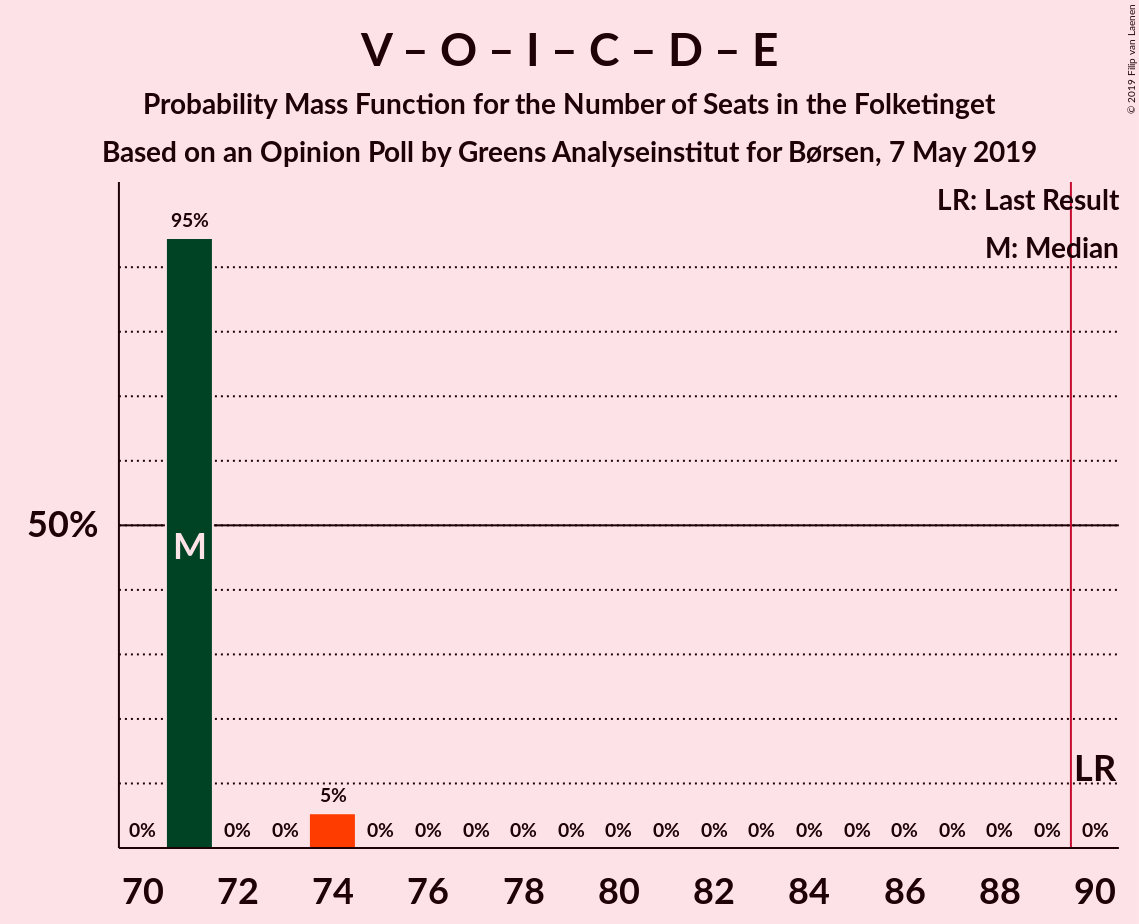 V – O – I – C – D – E
Probability Mass Function for the Number of Seats in the Folketinget
Based on an Opinion Poll by Greens Analyseinstitut for Børsen, 7 May 2019
© 2019 Filip van Laenen
LR: Last Result
M: Median
95%
50%
M
LR
5%
0% 0% 0% 0% 0% 0% 0% 0% 0% 0% 0% 0% 0% 0% 0% 0% 0% 0% 0%
70 72 74 76 78 80 82 84 86 88 90